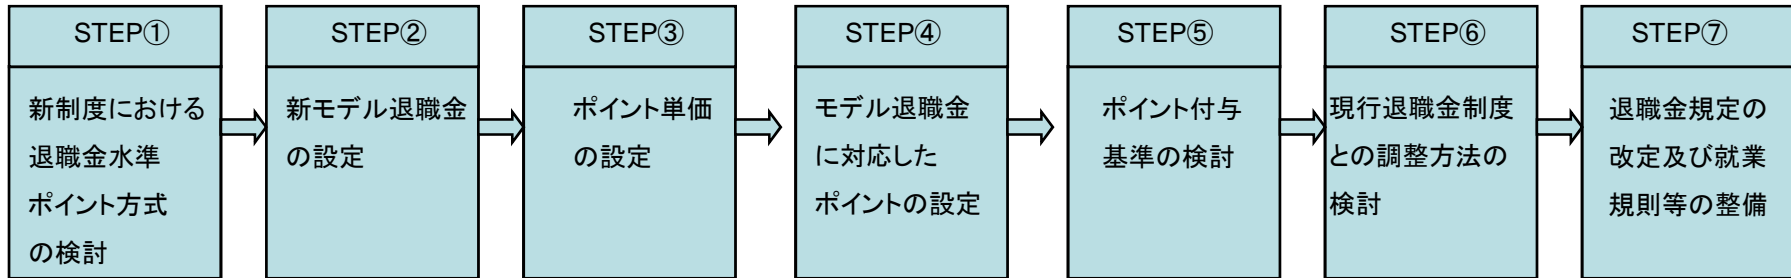 STEP①
新制度における
退職金水準
ポイント方式
の検討
STEP②
新モデル退職金
の設定
STEP③
ポイント単価
の設定
STEP④
モデル退職金
に対応した
ポイントの設定
STEP⑤
ポイント付与
基準の検討
STEP⑥
現行退職金制度
との調整方法の
検討
STEP⑦
退職金規定の
改定及び就業
規則等の整備